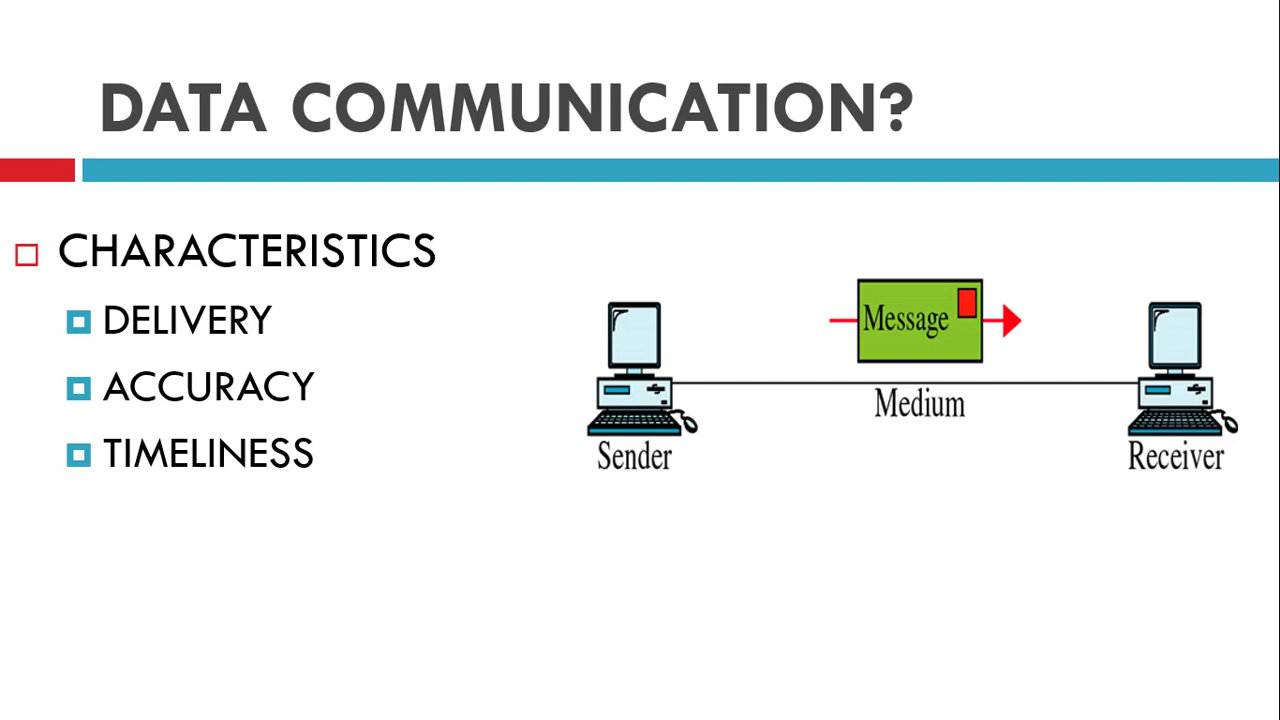 DATA COMMUNICATION?
CHARACTERISTICS
DELIVERY
ACCURACY
TIMELINESS
Message
Medium
Sender
Receiver